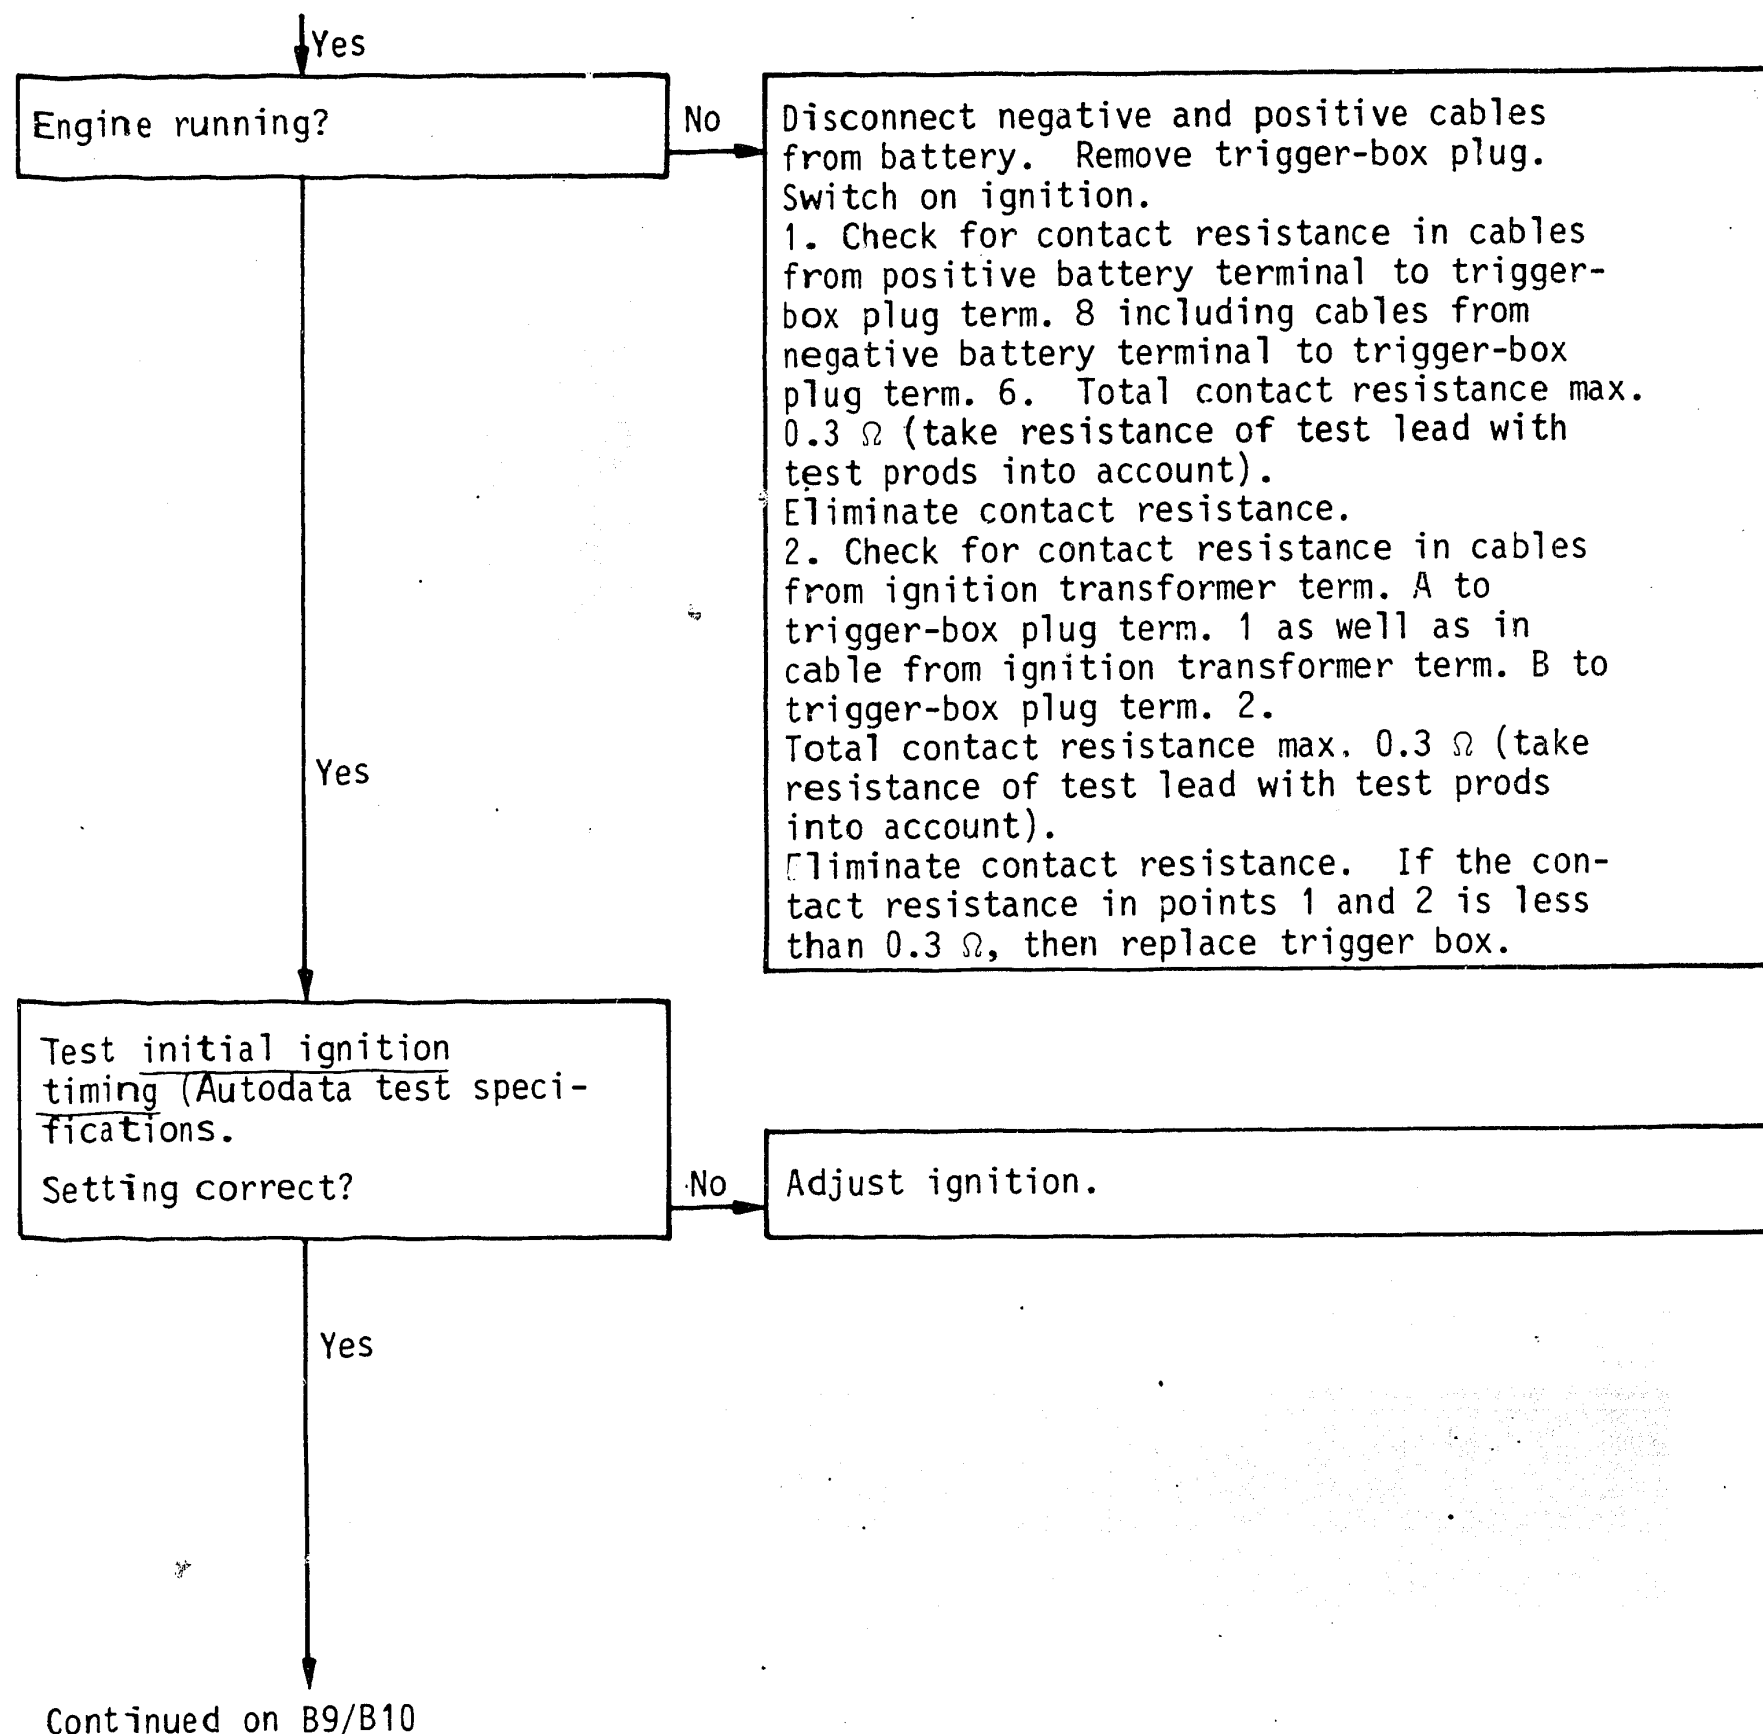 Yes
Engine running?
No
Disconnect negative and positive cables
from battery. Remove trigger-box plug.
Switch on ignition.
1. Check for contact resistance in cables
from positive battery terminal to trigger-
box plug term. 8 including cables from
negative battery terminal to trigger-box
plug term. 6. Total contact resistance max.
0.3 Ω (take resistance of test lead with
test prods into account).
Eliminate contact resistance.
2. Check for contact resistance in cables
from ignition transformer term. A to
trigger-box plug term. 1 as well as in
cable from ignition transformer term. B to
trigger-box plug term. 2.
Total contact resistance max. 0.3 Ω (take
resistance of test lead with test prods
into account).
Eliminate contact resistance. If the con-
tact resistance in points 1 and 2 is less
than 0.3 Ω, then replace trigger box.
Yes
Test initial ignition
timing (Autodata test speci-
fications.
Setting correct?
No
Adjust ignition.
Yes
Continued on B9/B10